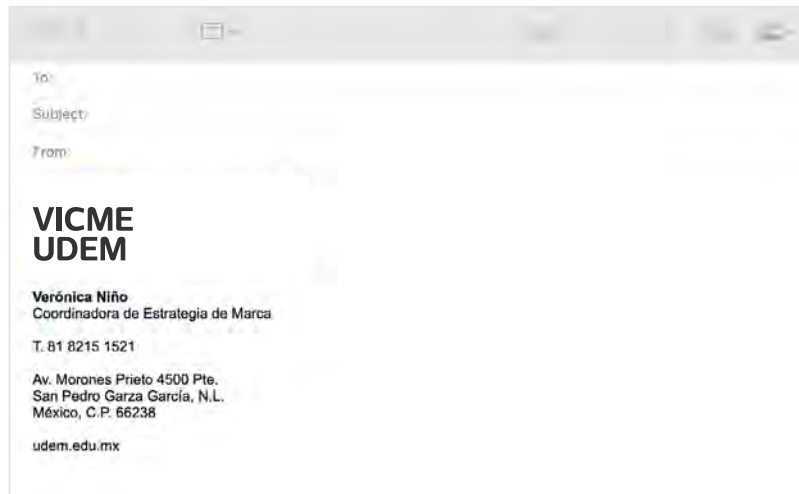 To:
Subject:
From:
VICME
UDEM
Verónica Niño
Coordinadora de Estrategia de Marca
T. 81 8215 1521
Av. Morones Prieto 4500 Pte.
San Pedro Garza García, N.L.
México, C.P. 66238
udem.edu.mx